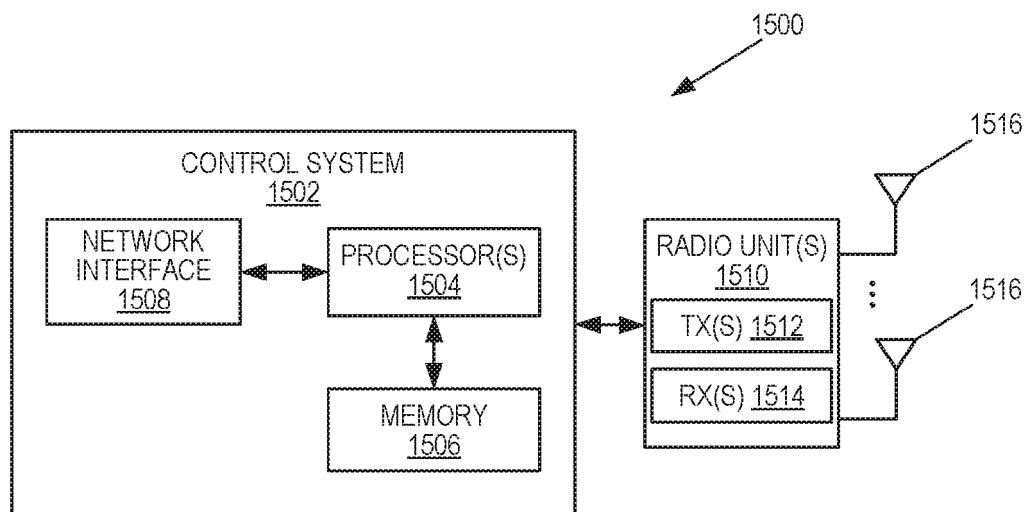 1500
1516
CONTROL SYSTEM
1502
NETWORK
INTERFACE
1508
PROCESSOR(S)
1504
MEMORY
1506
RADIO UNIT(S)
1510
TX(S) 1512
RX(S) 1514
1516